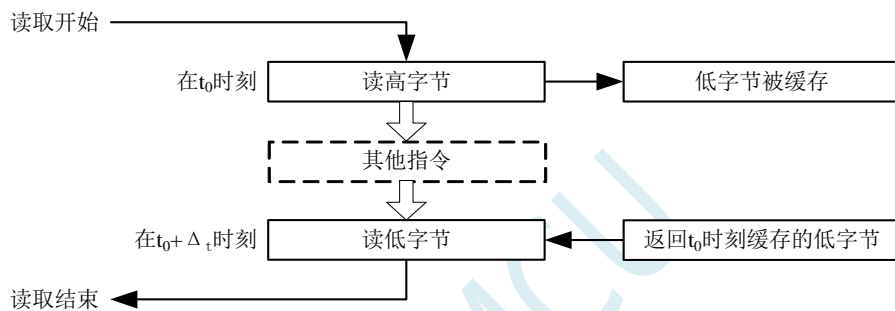 读取开始
在t₀时刻
读高字节
低字节被缓存
其他指令
在t₀+Δₜ时刻
读低字节
返回t₀时刻缓存的低字节
读取结束
MCU